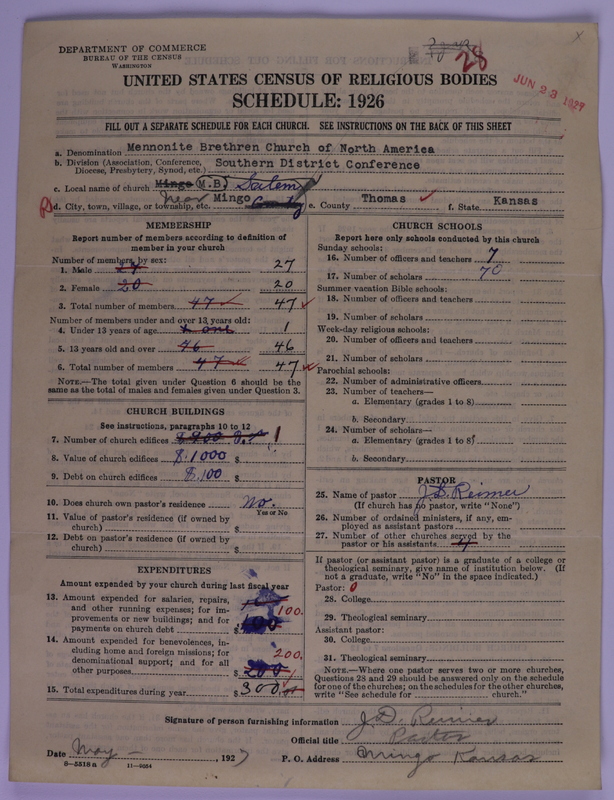 DEPARTMENT OF COMMERCE
BUREAU OF THE CENSUS
WASHINGTON
28
JUN 23 1927
x
UNITED STATES CENSUS OF RELIGIOUS BODIES
SCHEDULE: 1926
FILL OUT A SEPARATE SCHEDULE FOR EACH CHURCH. SEE INSTRUCTIONS ON THE BACK OF THIS SHEET
a. Denomination Mennonite Brethren Church of North America
b. Division (Association, Conference, Diocese, Presbytery, Synod, etc.) Southern District Conference
c. Local name of church Mingo M.B. Salem
R d. City, town, village, or township, etc. near Mingo County e. County Thomas f. State Kansas
MEMBERSHIP
Report number of members according to definition of member in your church
Number of members, by sex:
1. Male 27 27
2. Female 20 20
3. Total number of members 47 47
Number of members under and over 13 years old:
4. Under 13 years of age one 1
5. 13 years old and over 46 46
6. Total number of members 47 47
NOTE.—The total given under Question 6 should be the same as the total of males and females given under Question 3.
CHURCH BUILDINGS
See instructions, paragraphs 10 to 12
7. Number of church edifices 1
8. Value of church edifices $.1000 $
9. Debt on church edifices $.100 $
10. Does church own pastor's residence No.
Yes or No
11. Value of pastor's residence (if owned by church) $
12. Debt on pastor's residence (if owned by church) $
EXPENDITURES
Amount expended by your church during last fiscal year
13. Amount expended for salaries, repairs, and other running expenses; for improvements or new buildings; and for payments on church debt $ 100 100.
14. Amount expended for benevolences, including home and foreign missions; for denominational support; and for all other purposes $ 200 200.
15. Total expenditures during year $ 300
CHURCH SCHOOLS
Report here only schools conducted by this church
Sunday schools:
16. Number of officers and teachers 7
17. Number of scholars 70
Summer vacation Bible schools:
18. Number of officers and teachers
19. Number of scholars
Week-day religious schools:
20. Number of officers and teachers
21. Number of scholars
Parochial schools:
22. Number of administrative officers
23. Number of teachers—
a. Elementary (grades 1 to 8)
b. Secondary
24. Number of scholars—
a. Elementary (grades 1 to 8)
b. Secondary
PASTOR
25. Name of pastor J.D. Reimer
(If church has no pastor, write "None")
26. Number of ordained ministers, if any, employed as assistant pastors
27. Number of other churches served by the pastor or his assistants 4
If pastor (or assistant pastor) is a graduate of a college or theological seminary, give name of institution below. (If not a graduate, write "No" in the space indicated.)
Pastor: 0
28. College
29. Theological seminary
Assistant pastor:
30. College
31. Theological seminary
NOTE.—Where one pastor serves two or more churches, Questions 28 and 29 should be answered only on the schedule for one of the churches; on the schedules for the other churches, write "See schedule for ........ church."
Signature of person furnishing information J. D. Reimer
Official title Pastor
Date May – , 1927 P. O. Address Mingo Kansas
8—5518 a 11—9264